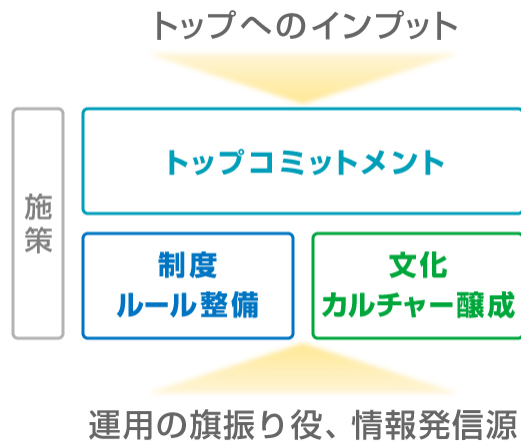 トップへのインプット
トップコミットメント
施策
制度
ルール整備
文化
カルチャー醸成
運用の旗振り役、情報発信源